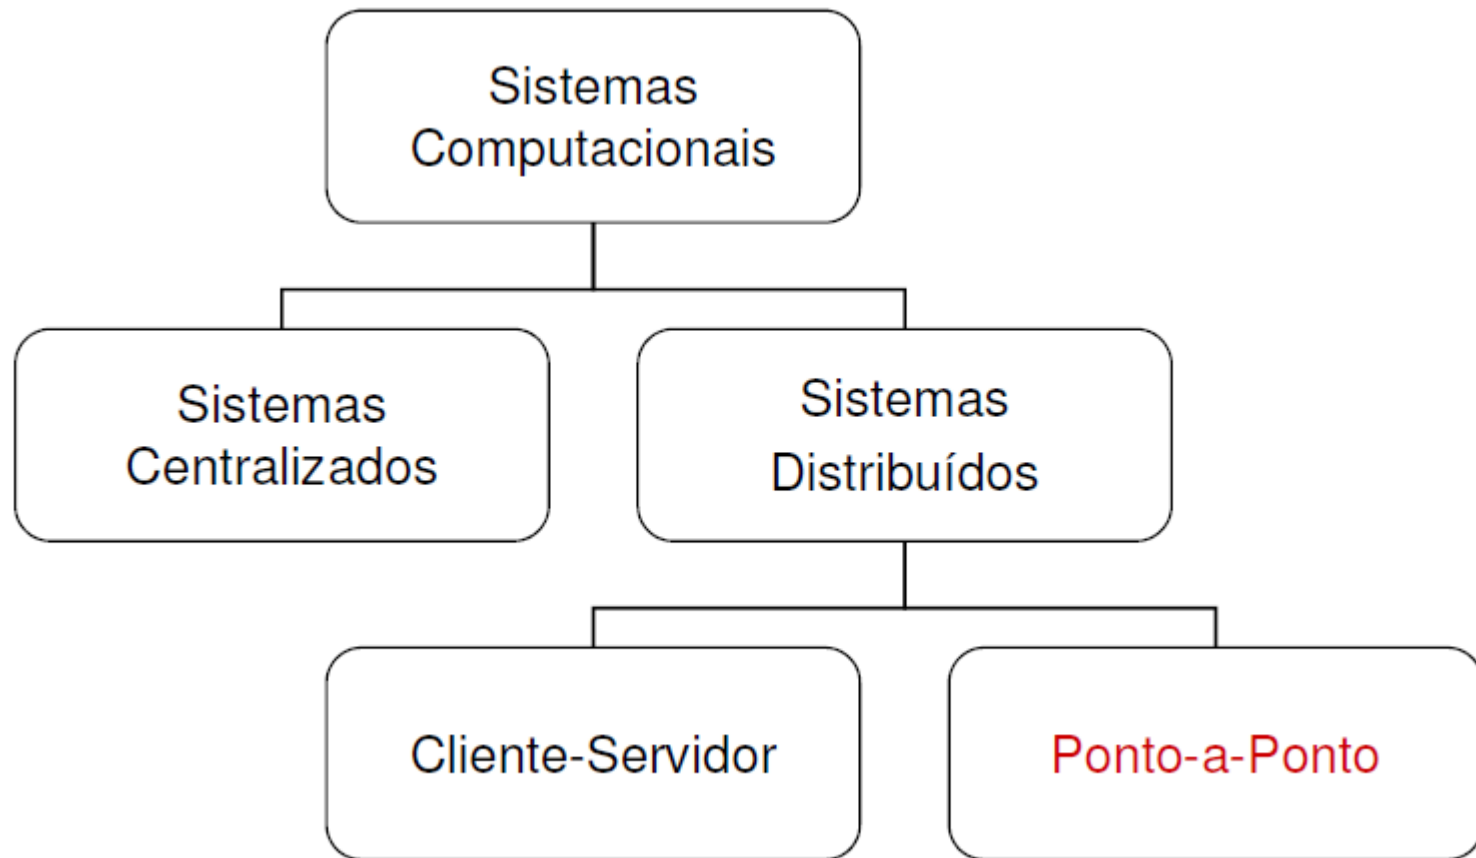 Sistemas
Computacionais
Sistemas
Centralizados
Sistemas
Distribuídos
Cliente-Servidor
Ponto-a-Ponto